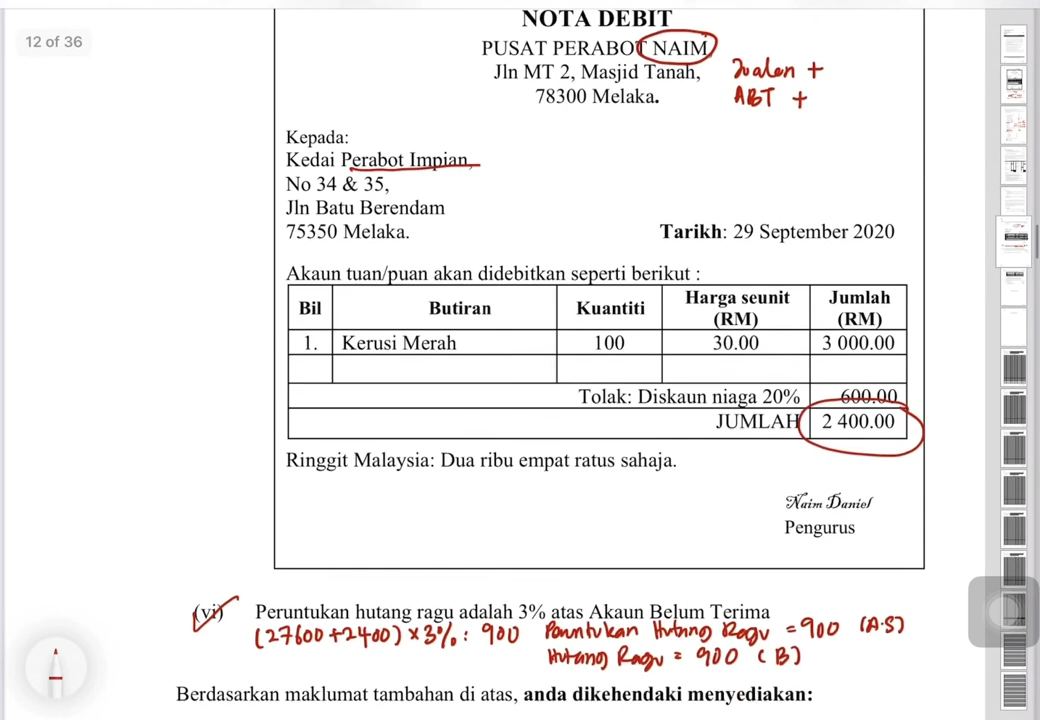 12 of 36
NOTA DEBIT
PUSAT PERABOT NAIM,
Jln MT 2, Masjid Tanah,
78300 Melaka.
Jualan +
ABT +
Kepada:
Kedai Perabot Impian,
No 34 & 35,
Jln Batu Berendam
75350 Melaka.
Tarikh: 29 September 2020
Akaun tuan/puan akan didebitkan seperti berikut :
Bil Butiran Kuantiti Harga seunit (RM) Jumlah (RM)
1. Kerusi Merah 100 30.00 3 000.00
Tolak: Diskaun niaga 20% 600.00
JUMLAH 2 400.00
Ringgit Malaysia: Dua ribu empat ratus sahaja.
Naim Daniel
Pengurus
(vi) Peruntukan hutang ragu adalah 3% atas Akaun Belum Terima
(27600+2400) x 3% : 900 Peruntukan Hutang Ragu = 900 (A.S)
Hutang Ragu = 900 (B)
Berdasarkan maklumat tambahan di atas, anda dikehendaki menyediakan: